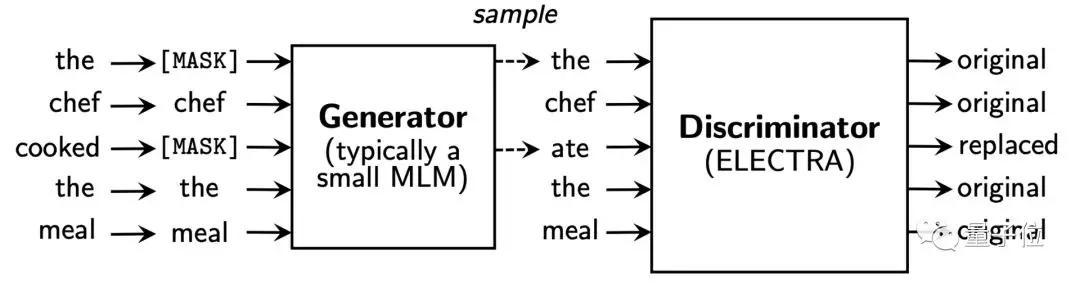 sample
the [MASK] the original
chef chef chef original
cooked [MASK] ate replaced
the the the original
meal meal meal original
Generator
(typically a
small MLM)
Discriminator
(ELECTRA)
量子位